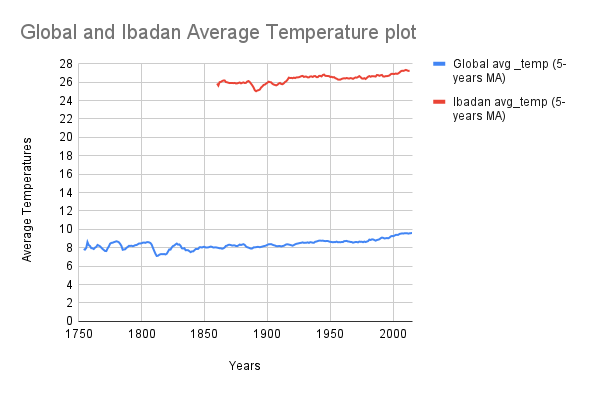 Global and Ibadan Average Temperature plot
28
26
24
22
20
18
16
14
12
10
8
6
4
2
0
1750 1800 1850 1900 1950 2000
Average Temperatures
Years
Global avg _temp (5-
years MA)
Ibadan avg_temp (5-
years MA)